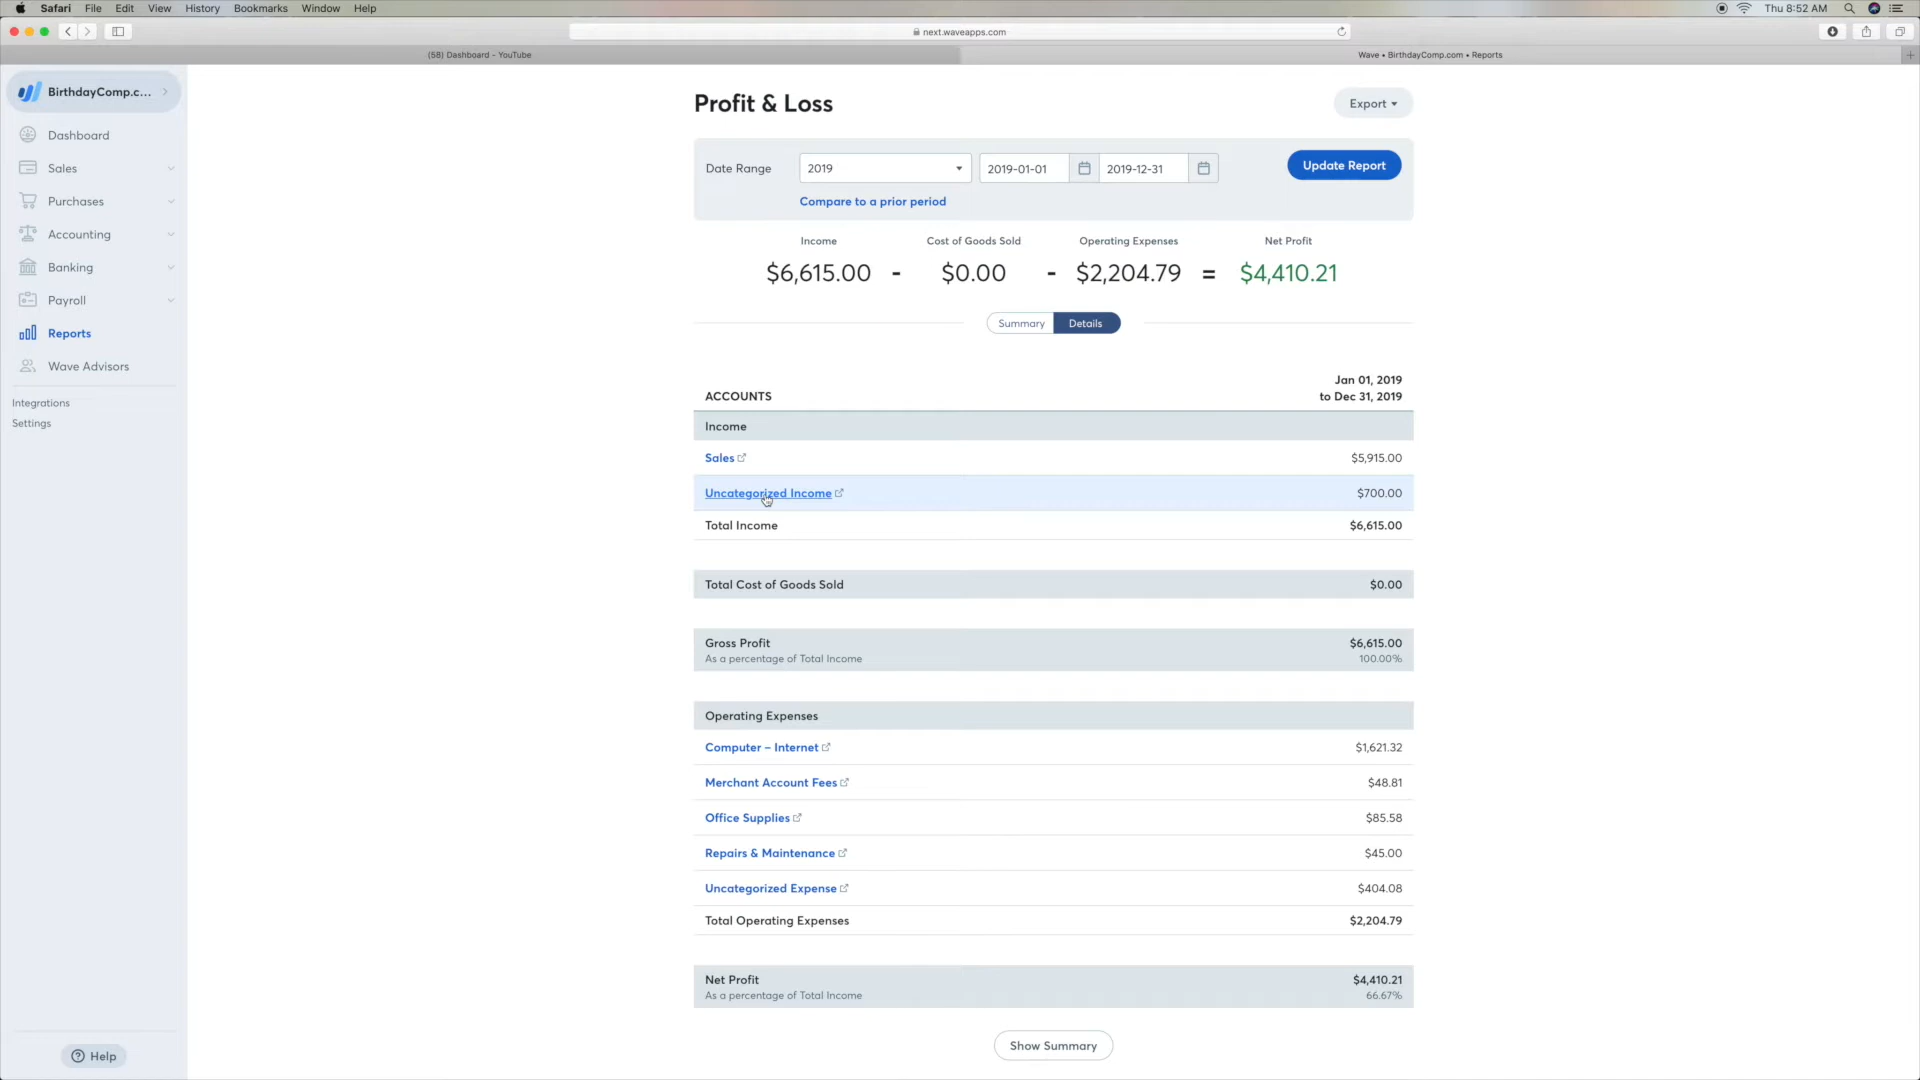 Safari File Edit View History Bookmarks Window Help Thu 8:52 AM
next.waveapps.com
(58) Dashboard - YouTube Wave • BirthdayComp.com • Reports
BirthdayComp.c...
Dashboard
Sales
Purchases
Accounting
Banking
Payroll
Reports
Wave Advisors
Integrations
Settings
Help
Profit & Loss
Export
Date Range 2019 2019-01-01 2019-12-31 Update Report
Compare to a prior period
Income Cost of Goods Sold Operating Expenses Net Profit
$6,615.00 - $0.00 - $2,204.79 = $4,410.21
Summary Details
Jan 01, 2019
ACCOUNTS to Dec 31, 2019
Income
Sales $5,915.00
Uncategorized Income $700.00
Total Income $6,615.00
Total Cost of Goods Sold $0.00
Gross Profit $6,615.00
As a percentage of Total Income 100.00%
Operating Expenses
Computer – Internet $1,621.32
Merchant Account Fees $48.81
Office Supplies $85.58
Repairs & Maintenance $45.00
Uncategorized Expense $404.08
Total Operating Expenses $2,204.79
Net Profit $4,410.21
As a percentage of Total Income 66.67%
Show Summary